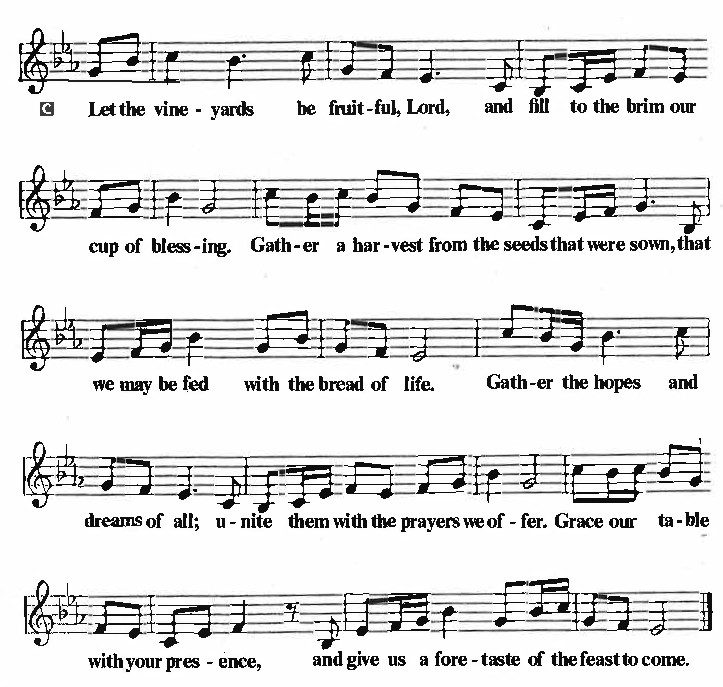 C Let the vine - yards be fruit-ful, Lord, and fill to the brim our
cup of bless-ing. Gath-er a har-vest from the seeds that were sown, that
we may be fed with the bread of life. Gath-er the hopes and
dreams of all; u-nite them with the prayers we of-fer. Grace our ta-ble
with your pres-ence, and give us a fore-taste of the feast to come.